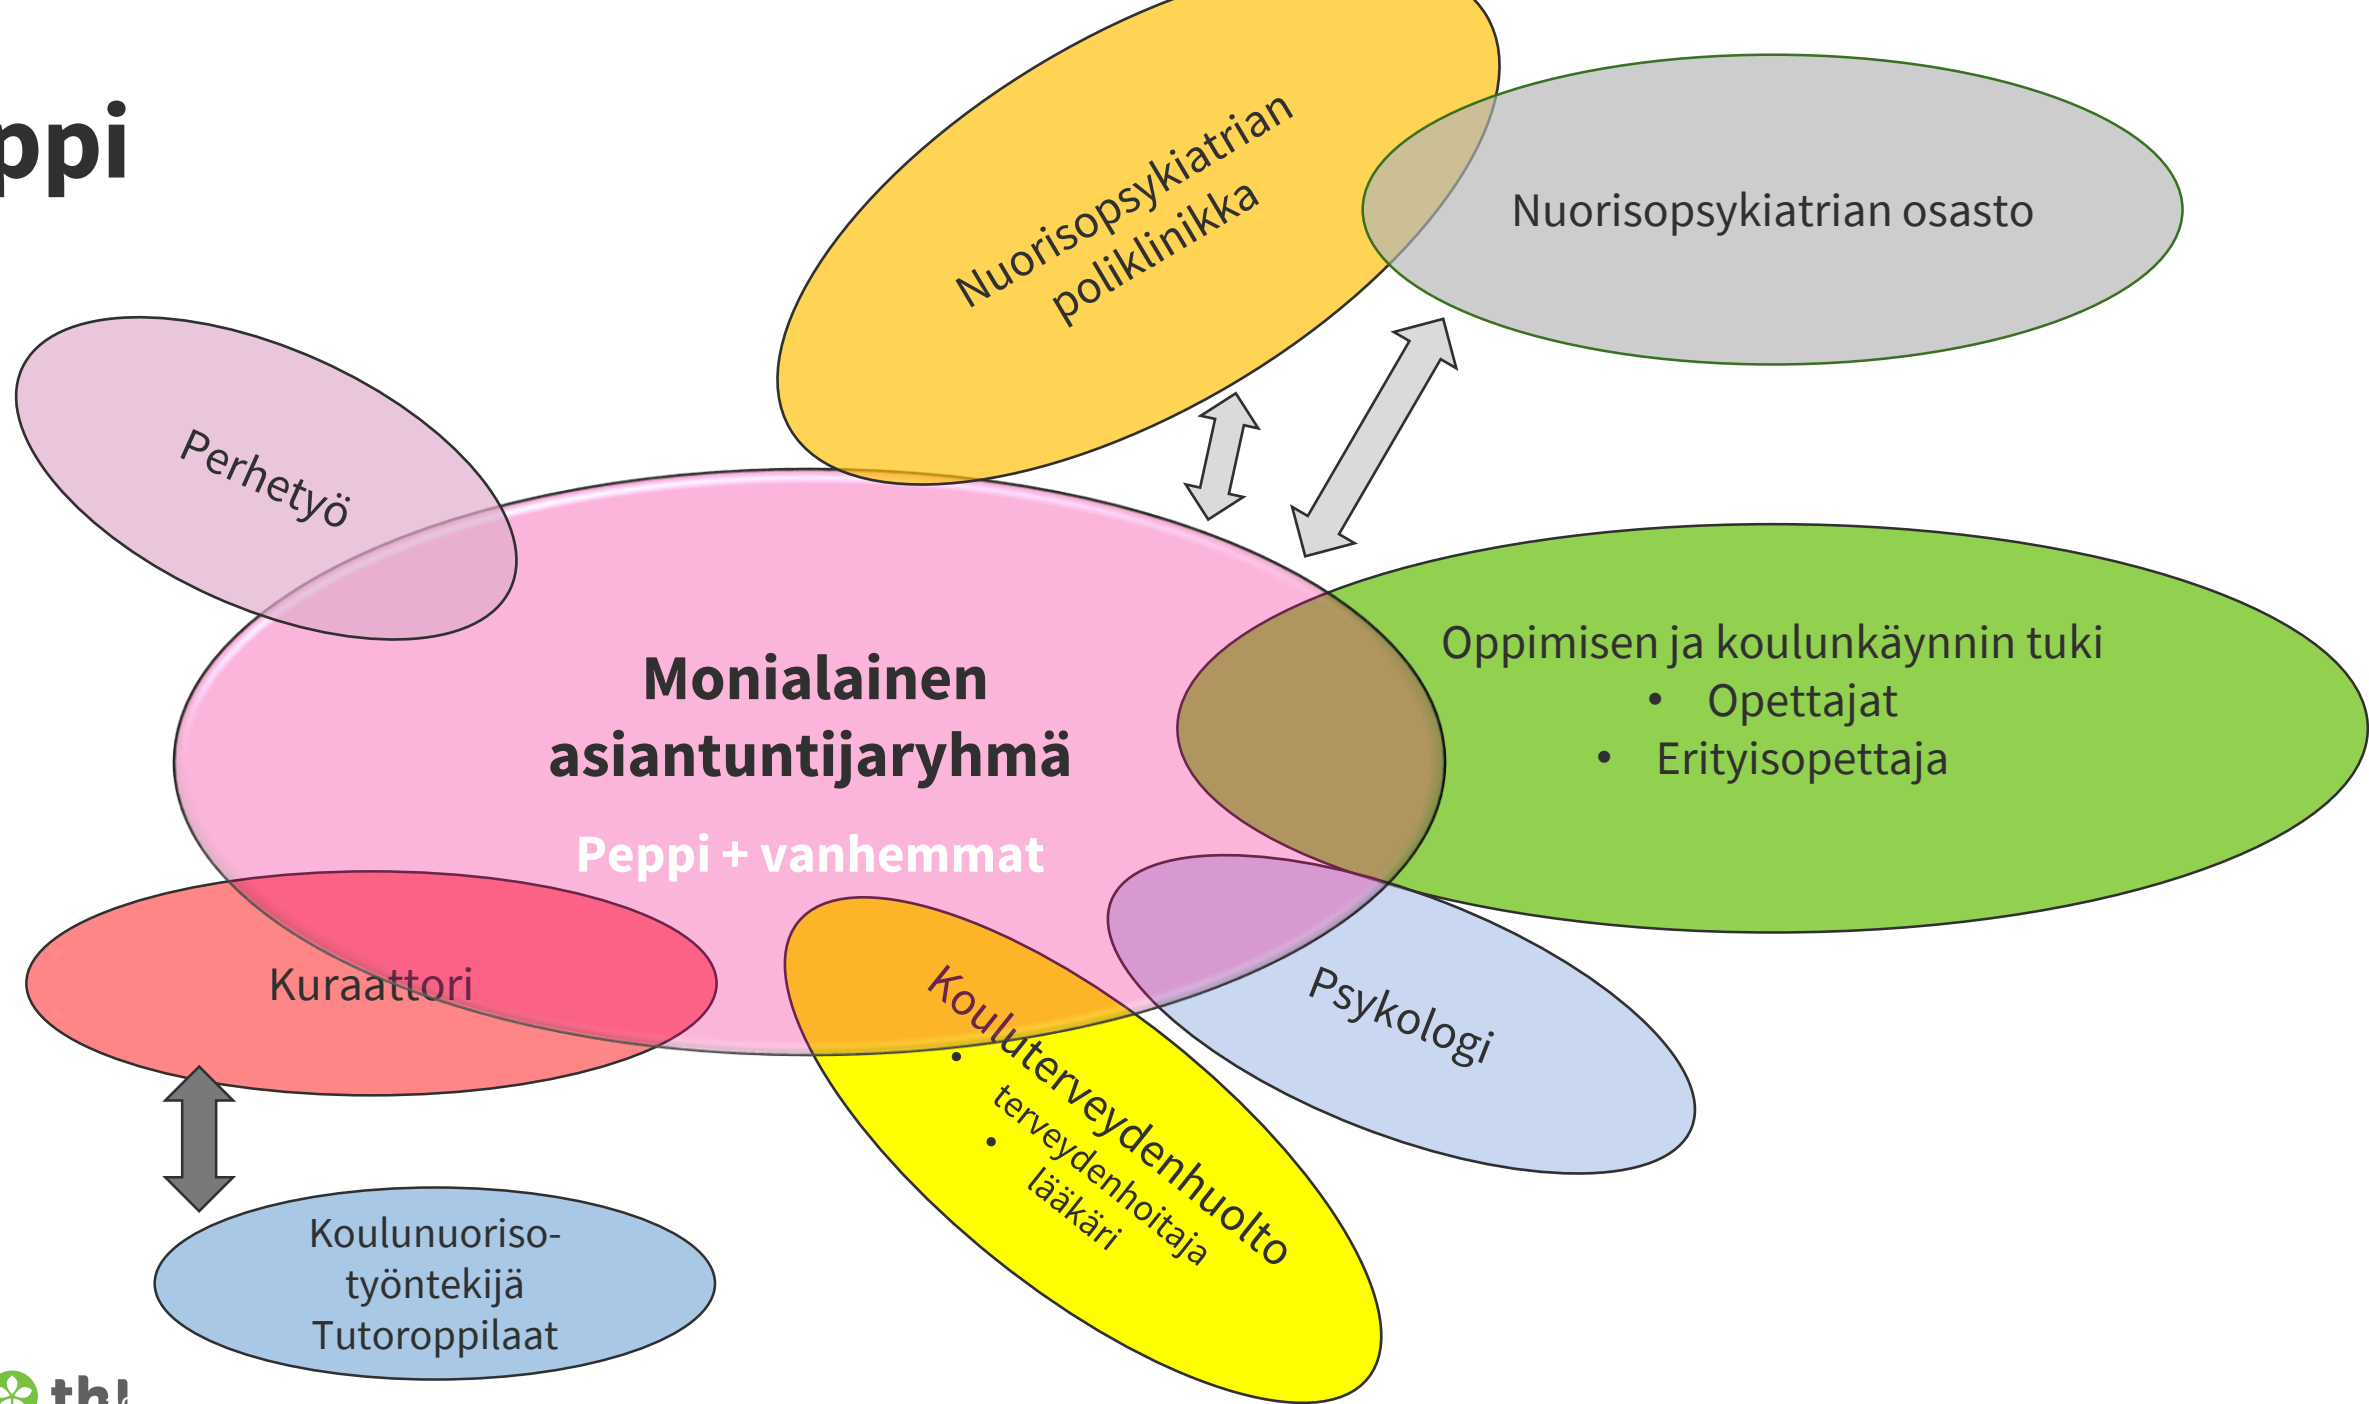 ppi
Nuorisopsykiatrian
poliklinikka
Nuorisopsykiatrian osasto
Perhetyö
Monialainen
asiantuntijaryhmä
Peppi + vanhemmat
Oppimisen ja koulunkäynnin tuki
• Opettajat
• Erityisopettaja
Kuraattori
Psykologi
Kouluterveydenhuolto
• terveydenhoitaja
• lääkäri
Koulunuoriso-
työntekijä
Tutoroppilaat
thl